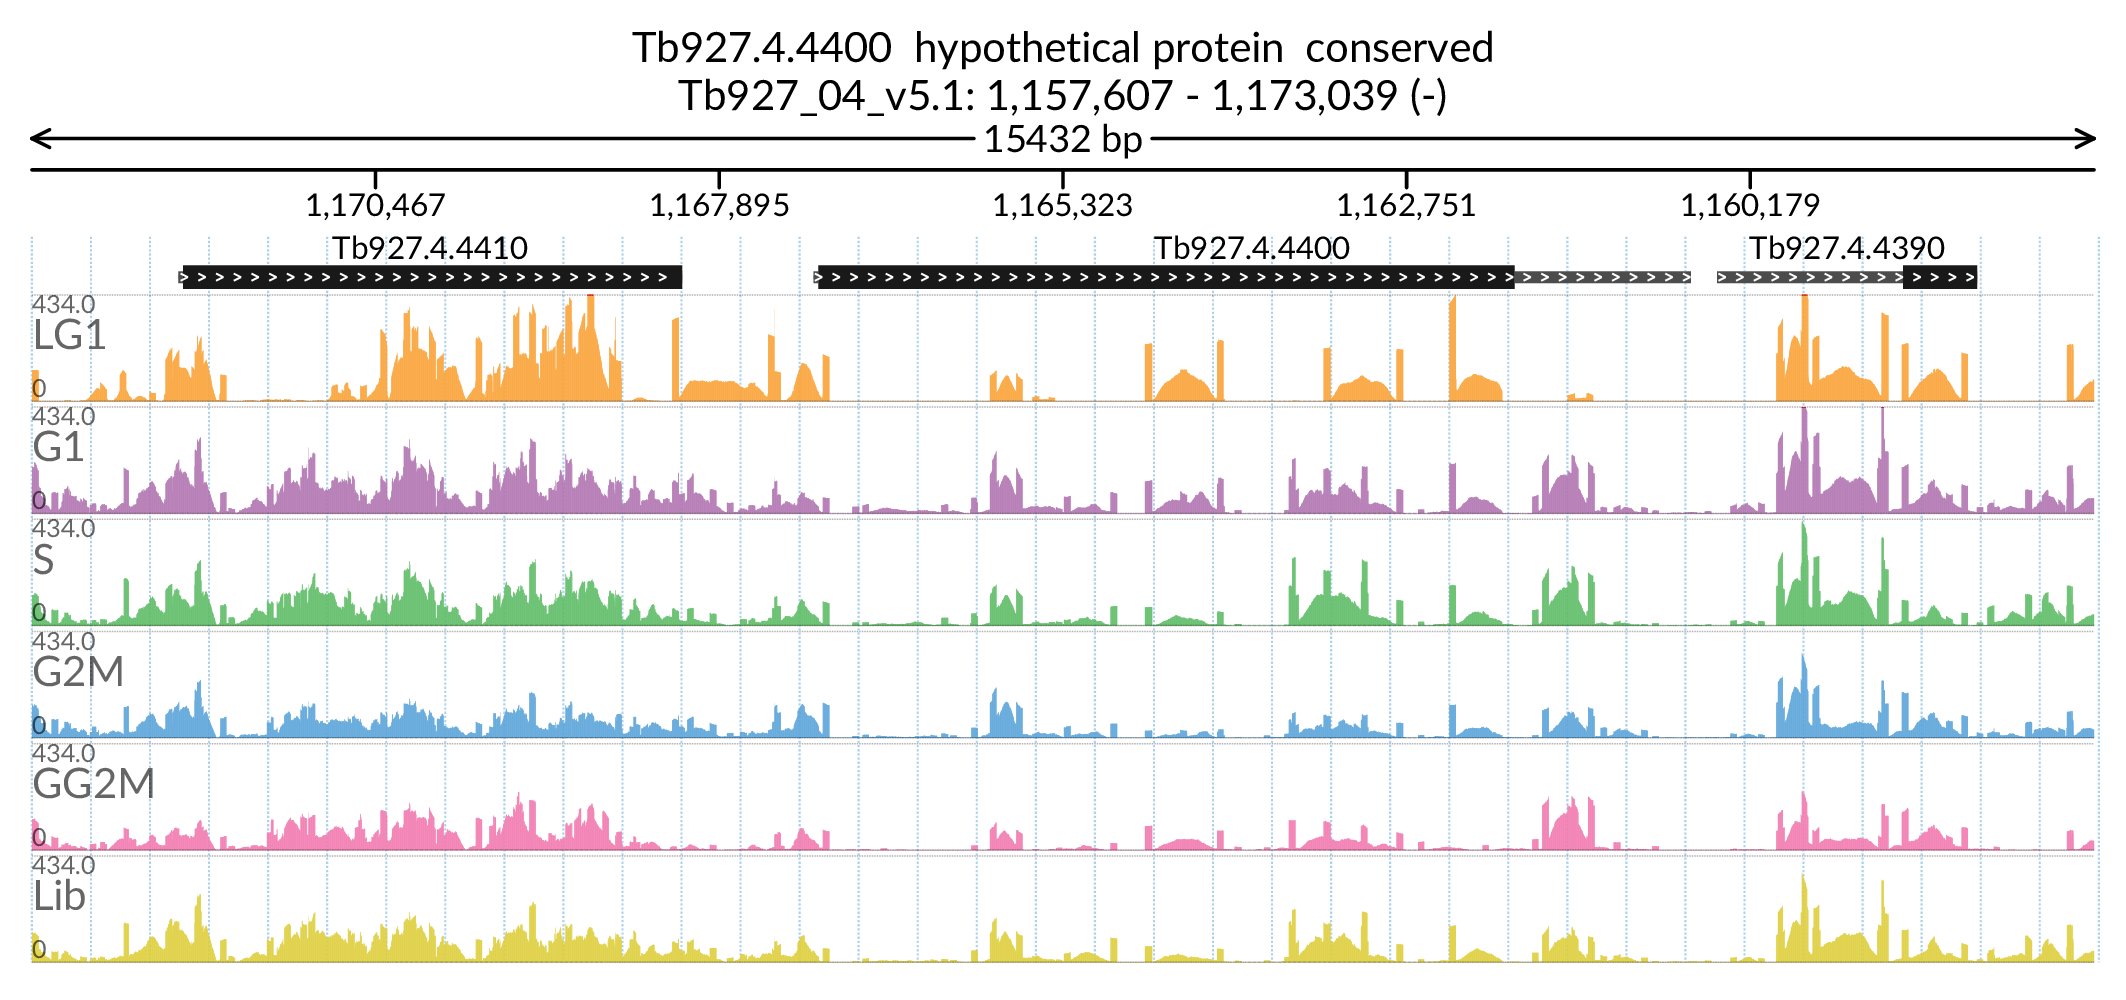 Tb927.4.4400 hypothetical protein conserved
Tb927_04_v5.1: 1,157,607 - 1,173,039 (-)
15432 bp
1,170,467 1,167,895 1,165,323 1,162,751 1,160,179
Tb927.4.4410 Tb927.4.4400 Tb927.4.4390
434.0
LG1
0
434.0
G1
0
434.0
S
0
434.0
G2M
0
434.0
GG2M
0
434.0
Lib
0